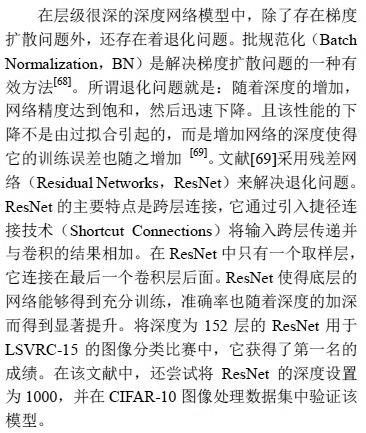 在层级很深的深度网络模型中，除了存在梯度
扩散问题外，还存在着退化问题。批规范化（Batch
Normalization，BN）是解决梯度扩散问题的一种有
效方法[68]。所谓退化问题就是：随着深度的增加，
网络精度达到饱和，然后迅速下降。且该性能的下
降不是由过拟合引起的，而是增加网络的深度使得
它的训练误差也随之增加 [69]。文献[69]采用残差网
络（Residual Networks，ResNet）来解决退化问题。
ResNet 的主要特点是跨层连接，它通过引入捷径连
接技术（Shortcut Connections）将输入跨层传递并
与卷积的结果相加。在 ResNet 中只有一个取样层，
它连接在最后一个卷积层后面。ResNet 使得底层的
网络能够得到充分训练，准确率也随着深度的加深
而得到显著提升。将深度为 152 层的 ResNet 用于
LSVRC-15 的图像分类比赛中，它获得了第一名的
成绩。在该文献中，还尝试将 ResNet 的深度设置
为 1000，并在 CIFAR-10 图像处理数据集中验证该
模型。